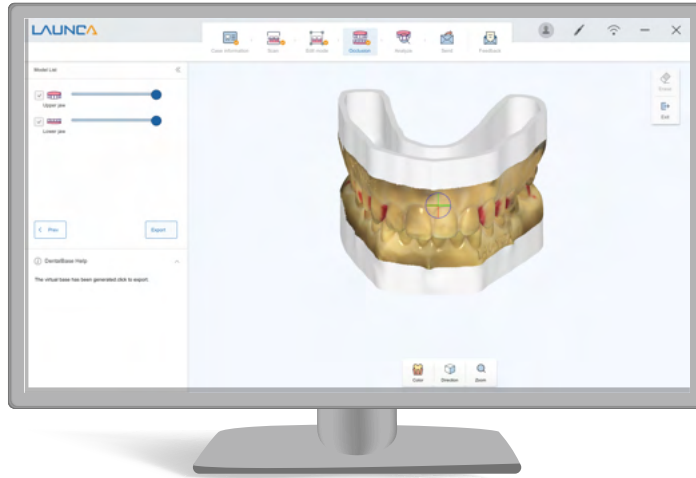 LAUNCA
Case information
Scan
Edit mode
Occlusion
Analysis
Send
Feedback
Model List
Upper jaw
Lower jaw
< Prev
Export
DentalBase Help
The virtual base has been generated,click to export.
Exit
Color
Direction
Zoom